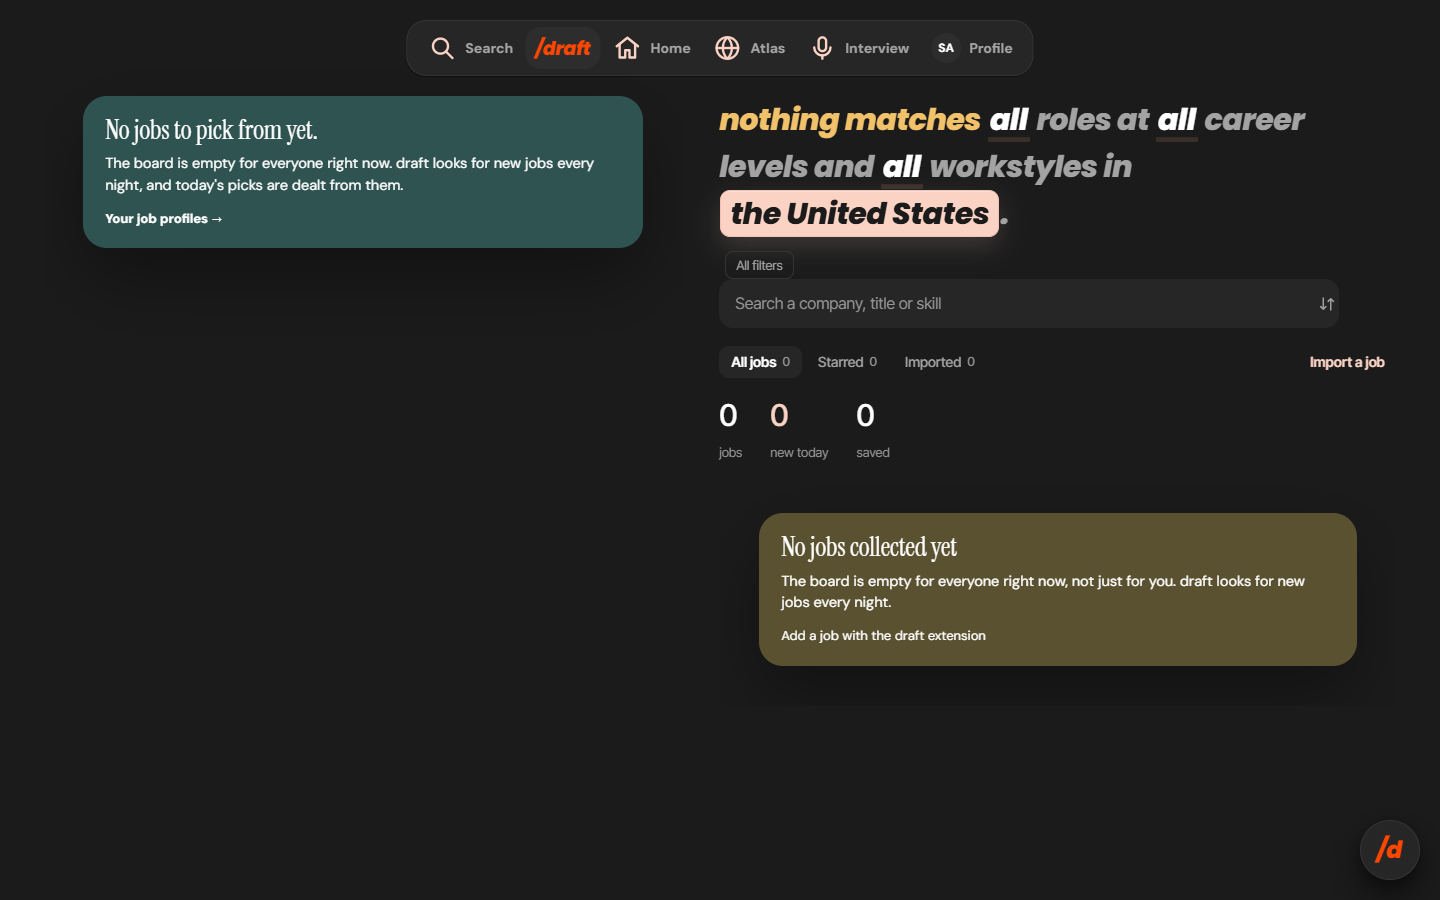 Search /draft Home Atlas Interview SA Profile
No jobs to pick from yet.
The board is empty for everyone right now. draft looks for new jobs every
night, and today's picks are dealt from them.
Your job profiles →
nothing matches all roles at all career
levels and all workstyles in
the United States .
All filters
Search a company, title or skill
All jobs 0 Starred 0 Imported 0 Import a job
0 0 0
jobs new today saved
No jobs collected yet
The board is empty for everyone right now, not just for you. draft looks for new
jobs every night.
Add a job with the draft extension
/d